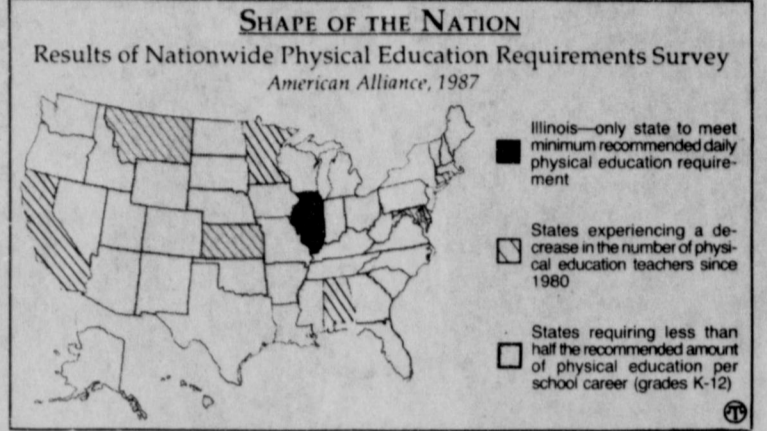 SHAPE OF THE NATION
Results of Nationwide Physical Education Requirements Survey
American Alliance, 1987
Illinois—only state to meet
minimum recommended daily
physical education require-
ment
States experiencing a de-
crease in the number of physi-
cal education teachers since
1980
States requiring less than
half the recommended amount
of physical education per
school career (grades K-12)